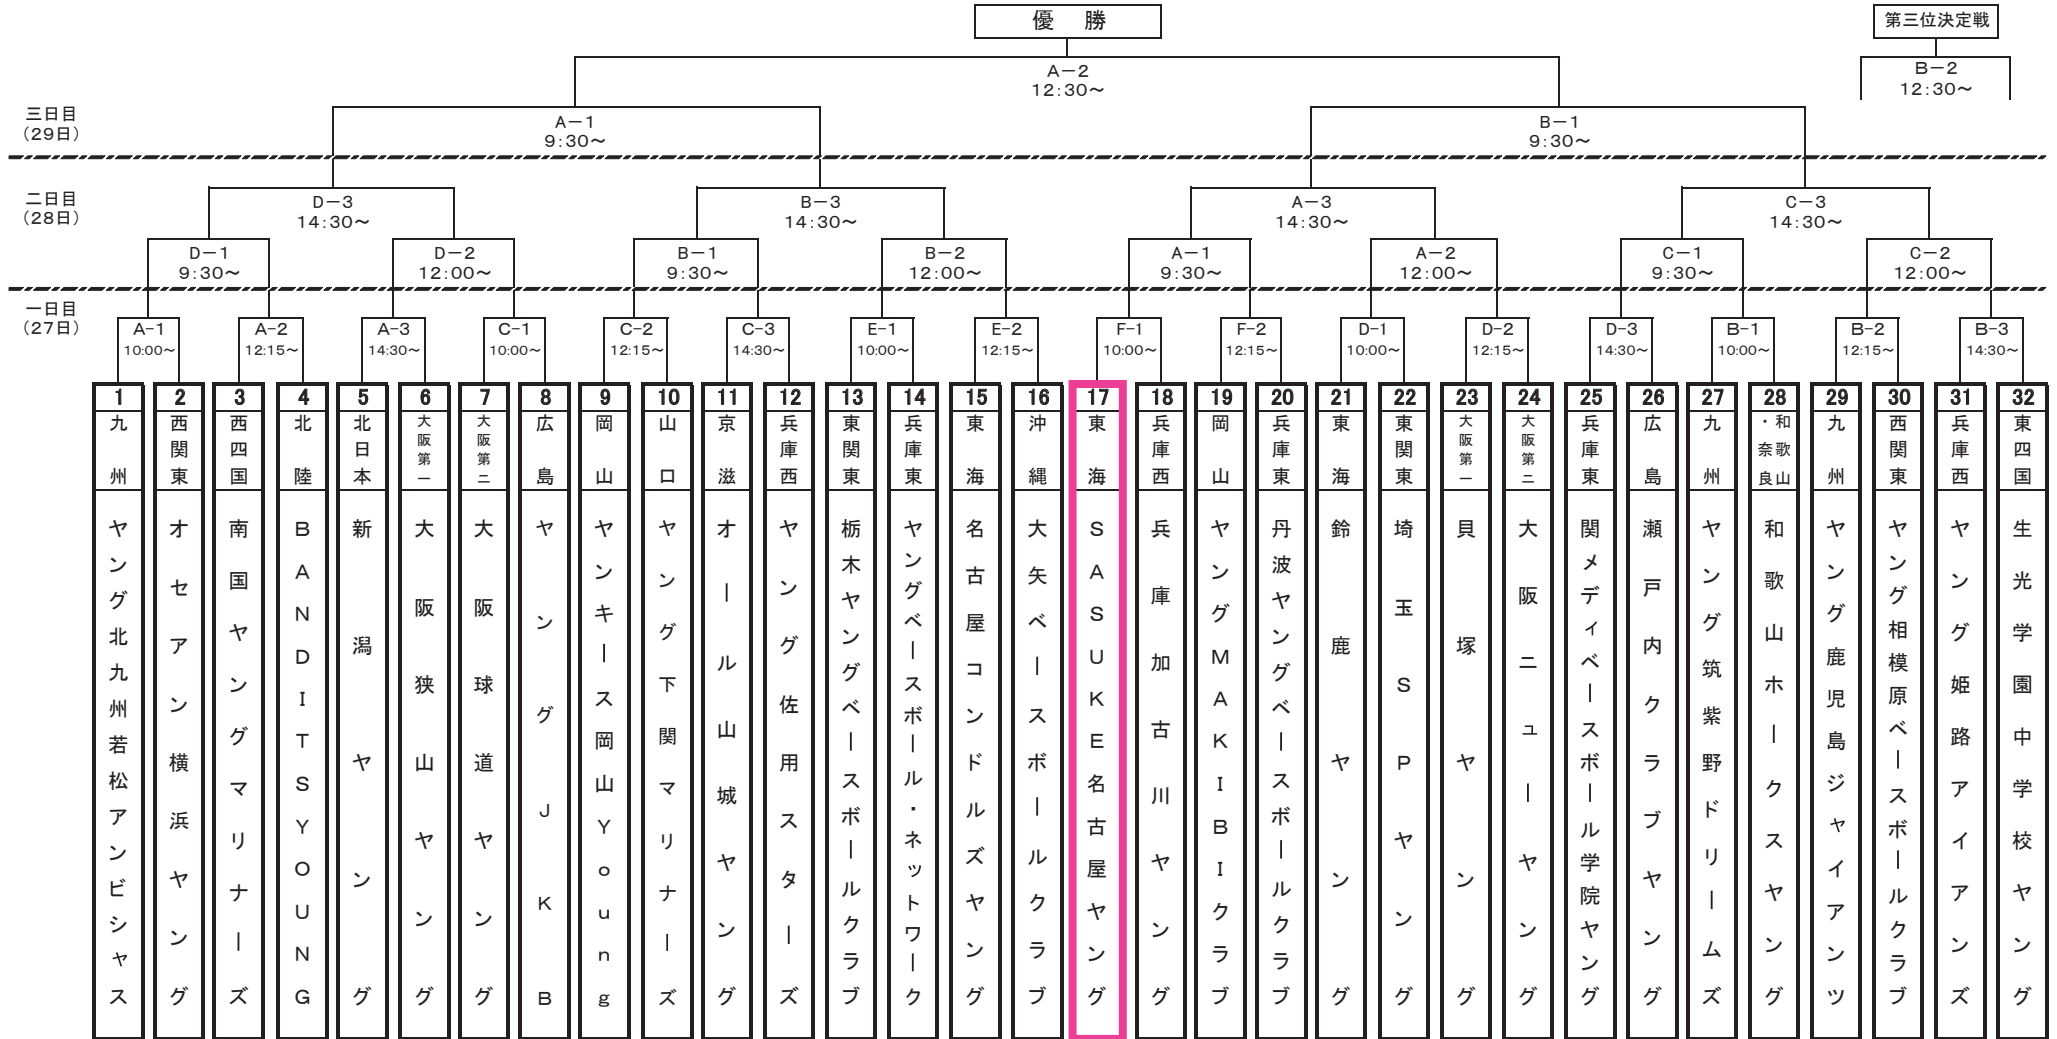 優　勝
第三位決定戦
A－2
12:30～
B－2
12:30～
三日目
（29日）
A－1
9:30～
B－1
9:30～
二日目
（28日）
D－3
14:30～
B－3
14:30～
A－3
14:30～
C－3
14:30～
D－1
9:30～
D－2
12:00～
B－1
9:30～
B－2
12:00～
A－1
9:30～
A－2
12:00～
C－1
9:30～
C－2
12:00～
一日目
（27日）
A-1
10:00～
A-2
12:15～
A-3
14:30～
C-1
10:00～
C-2
12:15～
C-3
14:30～
E-1
10:00～
E-2
12:15～
F-1
10:00～
F-2
12:15～
D-1
10:00～
D-2
12:15～
D-3
14:30～
B-1
10:00～
B-2
12:15～
B-3
14:30～
1
九州
ヤング北九州若松アンビシャス
2
西関東
オセアン横浜ヤング
3
西四国
南国ヤングマリナーズ
4
北陸
BANDITSYOUNG
5
北日本
新潟ヤング
6
大阪第一
大阪狭山ヤング
7
大阪第二
大阪球道ヤング
8
広島
ヤングJKB
9
岡山
ヤンキース岡山Young
10
山口
ヤング下関マリナーズ
11
京滋
オール山城ヤング
12
兵庫西
ヤング佐用スターズ
13
東関東
栃木ヤングベースボールクラブ
14
兵庫東
ヤングベースボール・ネットワーク
15
東海
名古屋コンドルズヤング
16
沖縄
大矢ベースボールクラブ
17
東海
SASUKE名古屋ヤング
18
兵庫西
兵庫加古川ヤング
19
岡山
ヤングMAKIBIクラブ
20
兵庫東
丹波ヤングベースボールクラブ
21
東海
鈴鹿ヤング
22
東関東
埼玉SPヤング
23
大阪第一
貝塚ヤング
24
大阪第二
大阪ニューヤング
25
兵庫東
関メディベースボール学院ヤング
26
広島
瀬戸内クラブヤング
27
九州
ヤング筑紫野ドリームズ
28
和歌山
・奈良
和歌山ホークスヤング
29
九州
ヤング鹿児島ジャイアンツ
30
西関東
ヤング相模原ベースボールクラブ
31
兵庫西
ヤング姫路アイアンズ
32
東四国
生光学園中学校ヤング